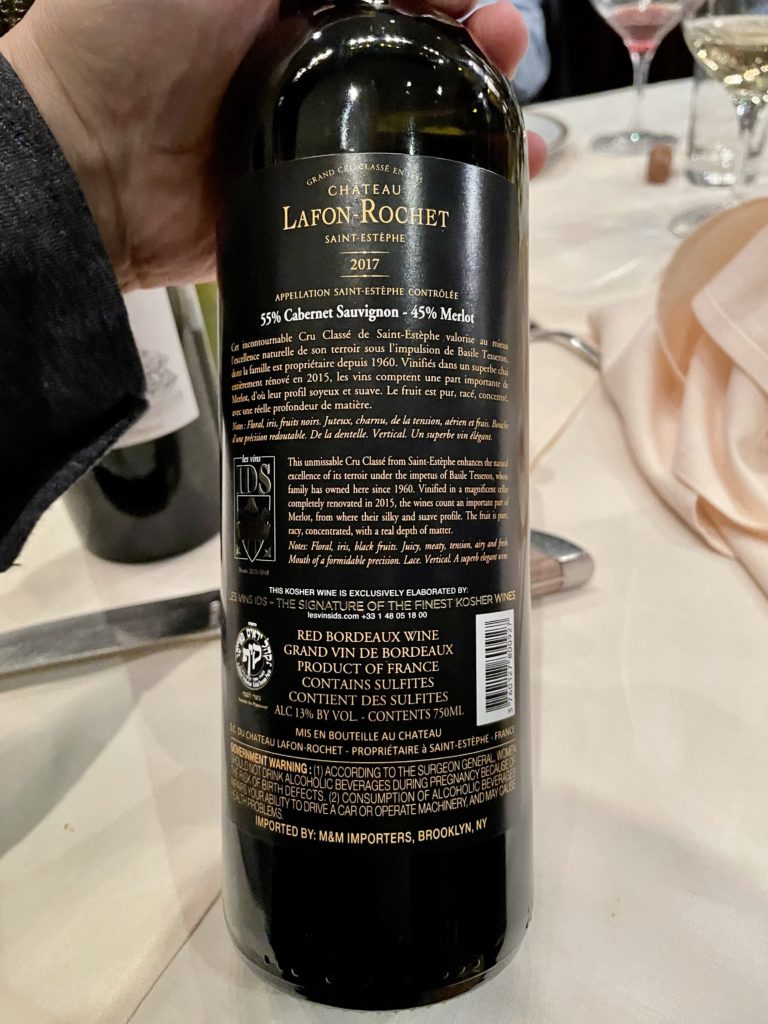 GRAND CRU CLASSÉ EN 1855
CHÂTEAU
LAFON-ROCHET
SAINT-ESTÈPHE
2017
APPELLATION SAINT-ESTÈPHE CONTRÔLÉE
55% Cabernet Sauvignon - 45% Merlot
Cet incontournable Cru Classé de Saint-Estèphe valorise au mieux
l'excellence naturelle de son terroir sous l'impulsion de Basile Tesseron,
dont la famille est propriétaire depuis 1960. Vinifiés dans un superbe chai
entièrement rénové en 2015, les vins comptent une part importante de
Merlot, d'où leur profil soyeux et suave. Le fruit est pur, racé, concentré,
avec une réelle profondeur de matière.
Notes : Floral, iris, fruits noirs. Juteux, charnu, de la tension, aérien et frais. Bouche
d'une précision redoutable. De la dentelle. Vertical. Un superbe vin élégant.
les vins
IDS
This unmissable Cru Classé from Saint-Estèphe enhances the natural
excellence of its terroir under the impetus of Basile Tesseron, whose
family has owned here since 1960. Vinified in a magnificent cellar
completely renovated in 2015, the wines count an important part of
Merlot, from where their silky and suave profile. The fruit is pure,
racy, concentrated, with a real depth of matter.
Notes: Floral, iris, black fruits. Juicy, meaty, tension, airy and fresh.
Mouth of a formidable precision. Lace. Vertical. A superb elegant wine.
THIS KOSHER WINE IS EXCLUSIVELY ELABORATED BY:
LES VINS IDS - THE SIGNATURE OF THE FINEST KOSHER WINES
lesvinsids.com +33 1 48 05 18 00
RED BORDEAUX WINE
GRAND VIN DE BORDEAUX
PRODUCT OF FRANCE
CONTAINS SULFITES
CONTIENT DES SULFITES
ALC 13% BY VOL. - CONTENTS 750ML
3 760127 800927
MIS EN BOUTEILLE AU CHATEAU
S.C. DU CHATEAU LAFON-ROCHET - PROPRIÉTAIRE à SAINT-ESTÈPHE - FRANCE
GOVERNMENT WARNING : (1) ACCORDING TO THE SURGEON GENERAL, WOMEN
SHOULD NOT DRINK ALCOHOLIC BEVERAGES DURING PREGNANCY BECAUSE OF
THE RISK OF BIRTH DEFECTS. (2) CONSUMPTION OF ALCOHOLIC BEVERAGES
IMPAIRS YOUR ABILITY TO DRIVE A CAR OR OPERATE MACHINERY, AND MAY CAUSE
HEALTH PROBLEMS.
IMPORTED BY: M&M IMPORTERS, BROOKLYN, NY